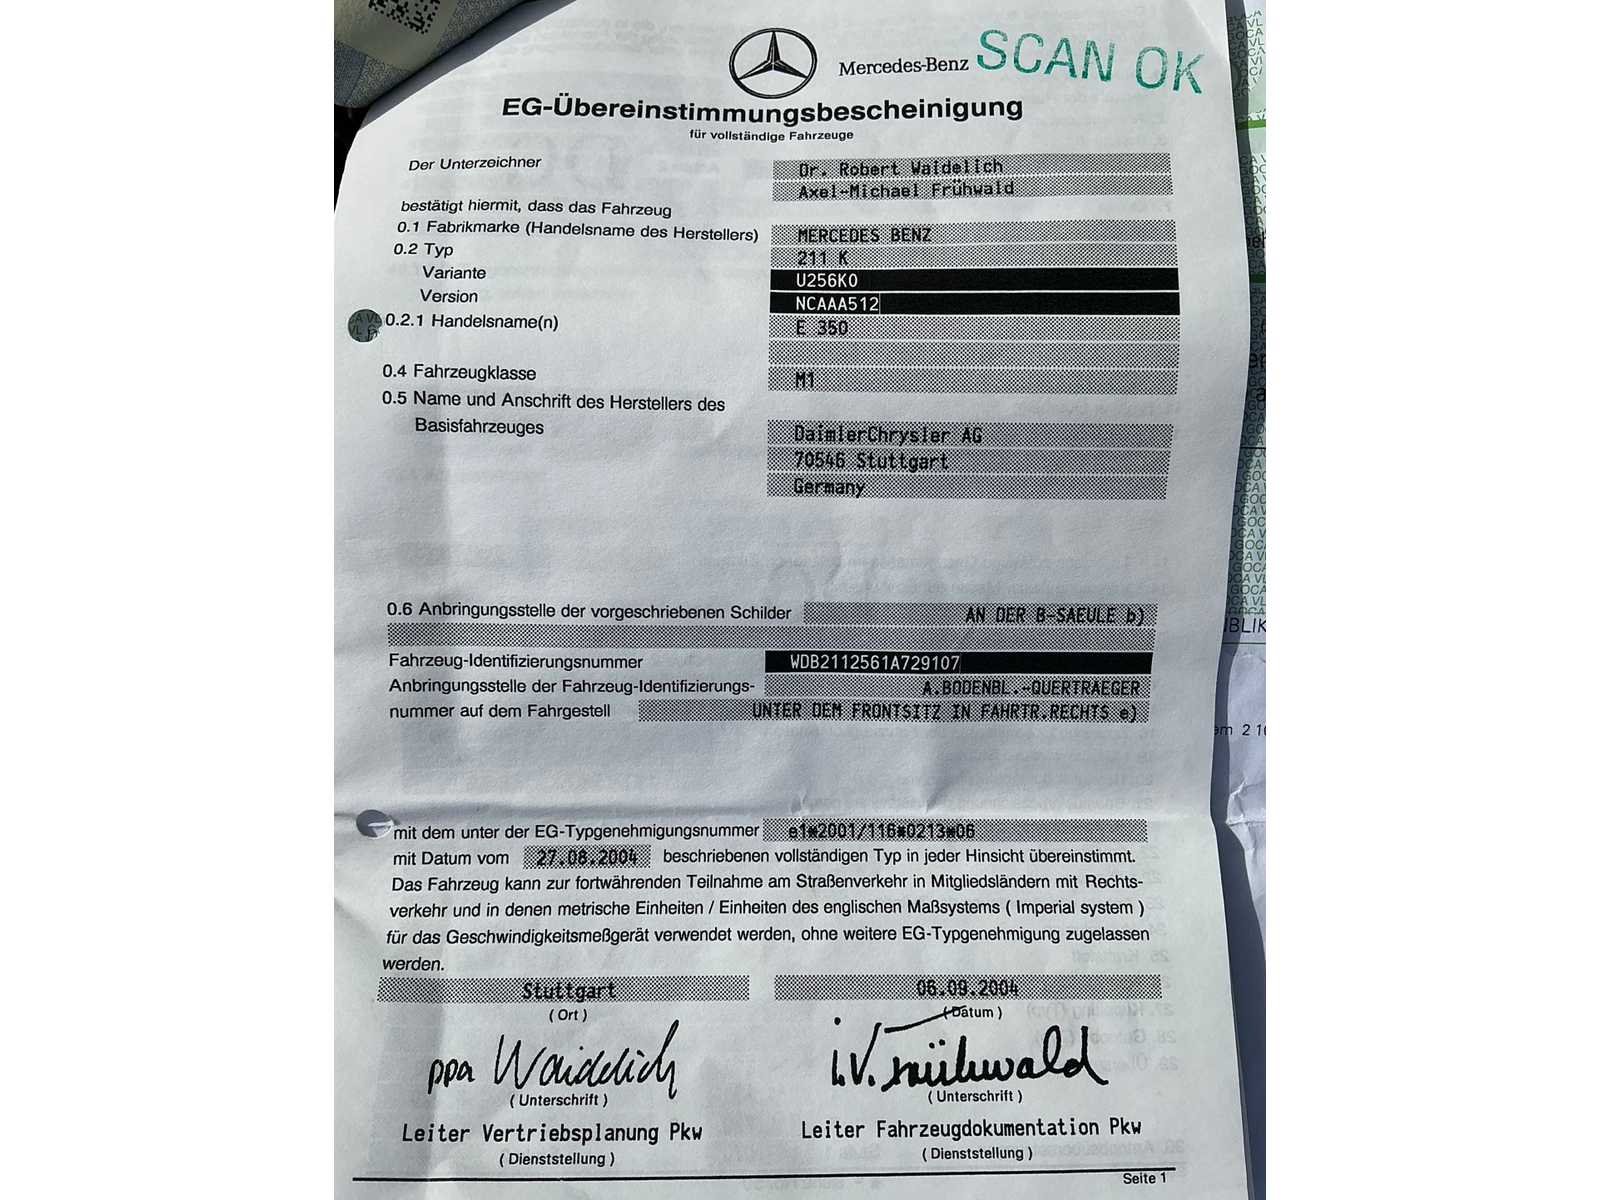 Mercedes-Benz
SCAN OK
EG-Übereinstimmungsbescheinigung
für vollständige Fahrzeuge
Der Unterzeichner
Dr. Robert Waidelich
Axel-Michael Frühwald
bestätigt hiermit, dass das Fahrzeug
0.1 Fabrikmarke (Handelsname des Herstellers) MERCEDES BENZ
0.2 Typ 211 K
Variante U256K0
Version NCAAA512
0.2.1 Handelsname(n) E 350
0.4 Fahrzeugklasse M1
0.5 Name und Anschrift des Herstellers des
Basisfahrzeuges
DaimlerChrysler AG
70546 Stuttgart
Germany
0.6 Anbringungsstelle der vorgeschriebenen Schilder AN DER B-SAEULE b)
Fahrzeug-Identifizierungsnummer WDB2112561A729107
Anbringungsstelle der Fahrzeug-Identifizierungs- A.BODENBL.-QUERTRAEGER
nummer auf dem Fahrgestell UNTER DEM FRONTSITZ IN FAHRTR.RECHTS e)
mit dem unter der EG-Typgenehmigungsnummer e1*2001/116*0213*06
mit Datum vom 27.08.2004 beschriebenen vollständigen Typ in jeder Hinsicht übereinstimmt.
Das Fahrzeug kann zur fortwährenden Teilnahme am Straßenverkehr in Mitgliedsländern mit Rechts-
verkehr und in denen metrische Einheiten / Einheiten des englischen Maßsystems ( Imperial system )
für das Geschwindigkeitsmeßgerät verwendet werden, ohne weitere EG-Typgenehmigung zugelassen
werden.
Stuttgart 06.09.2004
( Ort ) ( Datum )
ppa Waidelich i.V. Frühwald
( Unterschrift ) ( Unterschrift )
Leiter Vertriebsplanung Pkw Leiter Fahrzeugdokumentation Pkw
( Dienststellung ) ( Dienststellung )
Seite 1